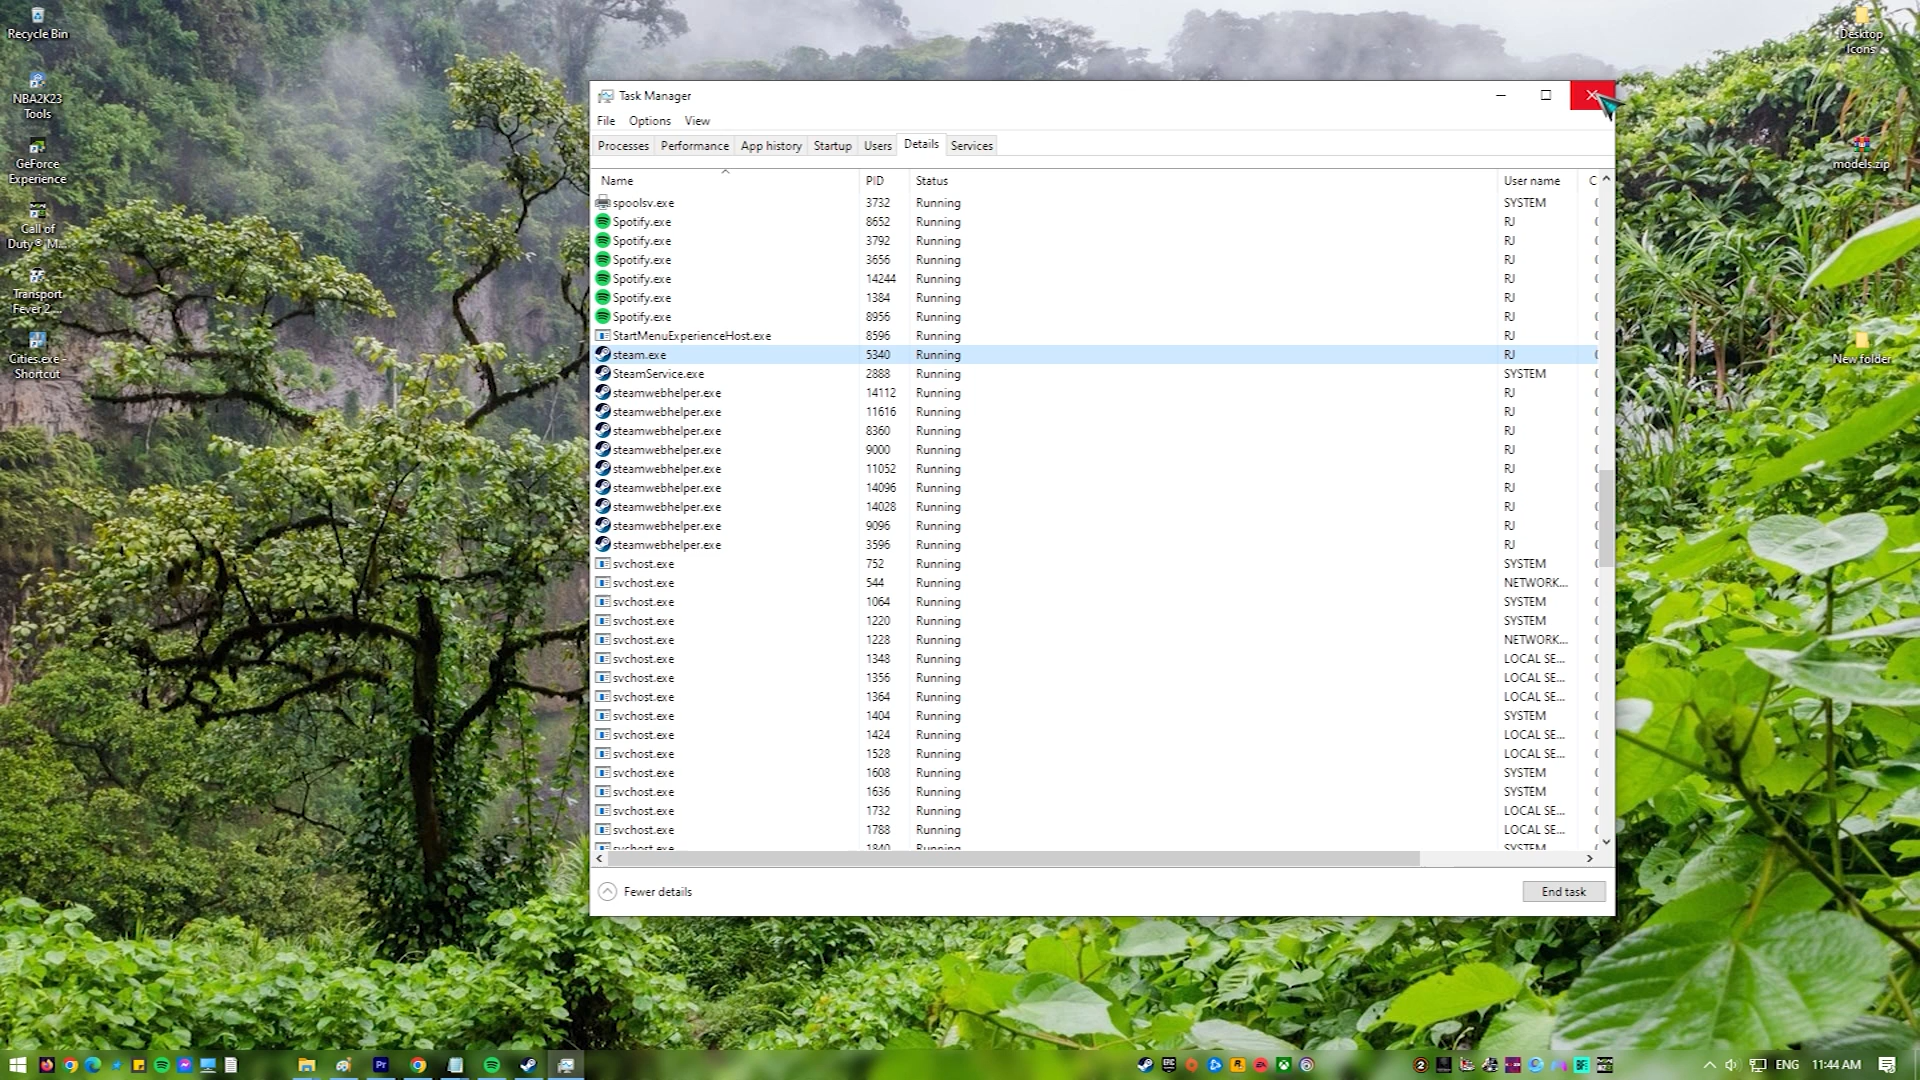 Recycle Bin
NBA2K23
Tools
GeForce
Experience
Call of
Duty® M...
Transport
Fever 2 ...
Cities.exe -
Shortcut
Desktop
Icons
models.zip
New folder
Task Manager
File Options View
Processes Performance App history Startup Users Details Services
Name PID Status User name C
spoolsv.exe 3732 Running SYSTEM
Spotify.exe 8652 Running RJ
Spotify.exe 3792 Running RJ
Spotify.exe 3656 Running RJ
Spotify.exe 14244 Running RJ
Spotify.exe 1384 Running RJ
Spotify.exe 8956 Running RJ
StartMenuExperienceHost.exe 8596 Running RJ
steam.exe 5340 Running RJ
SteamService.exe 2888 Running SYSTEM
steamwebhelper.exe 14112 Running RJ
steamwebhelper.exe 11616 Running RJ
steamwebhelper.exe 8360 Running RJ
steamwebhelper.exe 9000 Running RJ
steamwebhelper.exe 11052 Running RJ
steamwebhelper.exe 14096 Running RJ
steamwebhelper.exe 14028 Running RJ
steamwebhelper.exe 9096 Running RJ
steamwebhelper.exe 3596 Running RJ
svchost.exe 752 Running SYSTEM
svchost.exe 544 Running NETWORK...
svchost.exe 1064 Running SYSTEM
svchost.exe 1220 Running SYSTEM
svchost.exe 1228 Running NETWORK...
svchost.exe 1348 Running LOCAL SE...
svchost.exe 1356 Running LOCAL SE...
svchost.exe 1364 Running LOCAL SE...
svchost.exe 1404 Running SYSTEM
svchost.exe 1424 Running LOCAL SE...
svchost.exe 1528 Running LOCAL SE...
svchost.exe 1608 Running SYSTEM
svchost.exe 1636 Running SYSTEM
svchost.exe 1732 Running LOCAL SE...
svchost.exe 1788 Running LOCAL SE...
svchost.exe 1840 Running SYSTEM
Fewer details End task
Pr
ENG 11:44 AM